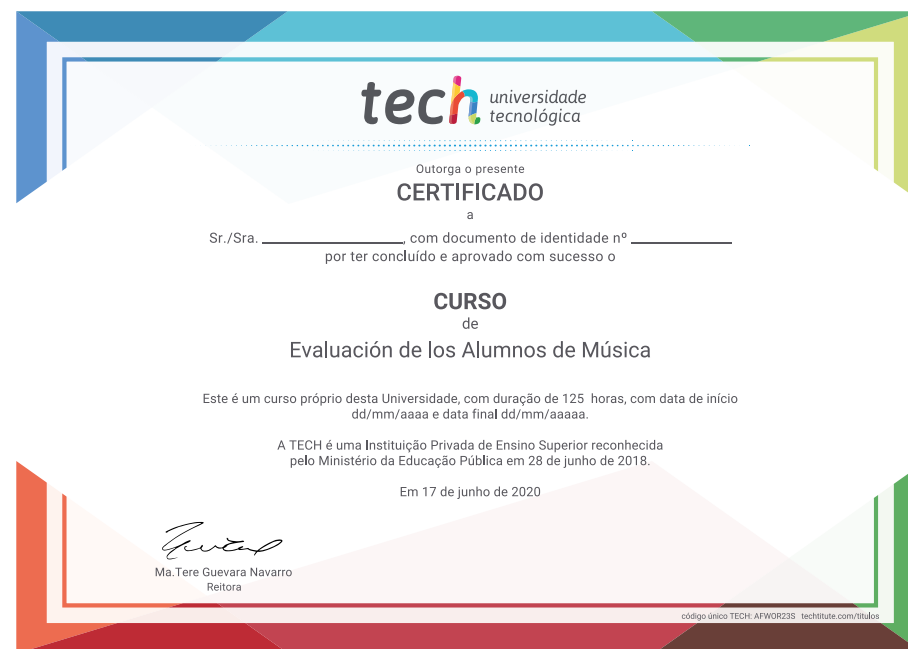 tech universidade
tecnológica
Outorga o presente
CERTIFICADO
a
Sr./Sra. ________________, com documento de identidade nº ____________
por ter concluído e aprovado com sucesso o
CURSO
de
Evaluación de los Alumnos de Música
Este é um curso próprio desta Universidade, com duração de 125 horas, com data de início
dd/mm/aaaa e data final dd/mm/aaaaa.
A TECH é uma Instituição Privada de Ensino Superior reconhecida
pelo Ministério da Educação Pública em 28 de junho de 2018.
Em 17 de junho de 2020
Ma.Tere Guevara Navarro
Reitora
código único TECH: AFWOR23S techtitute.com/titulos